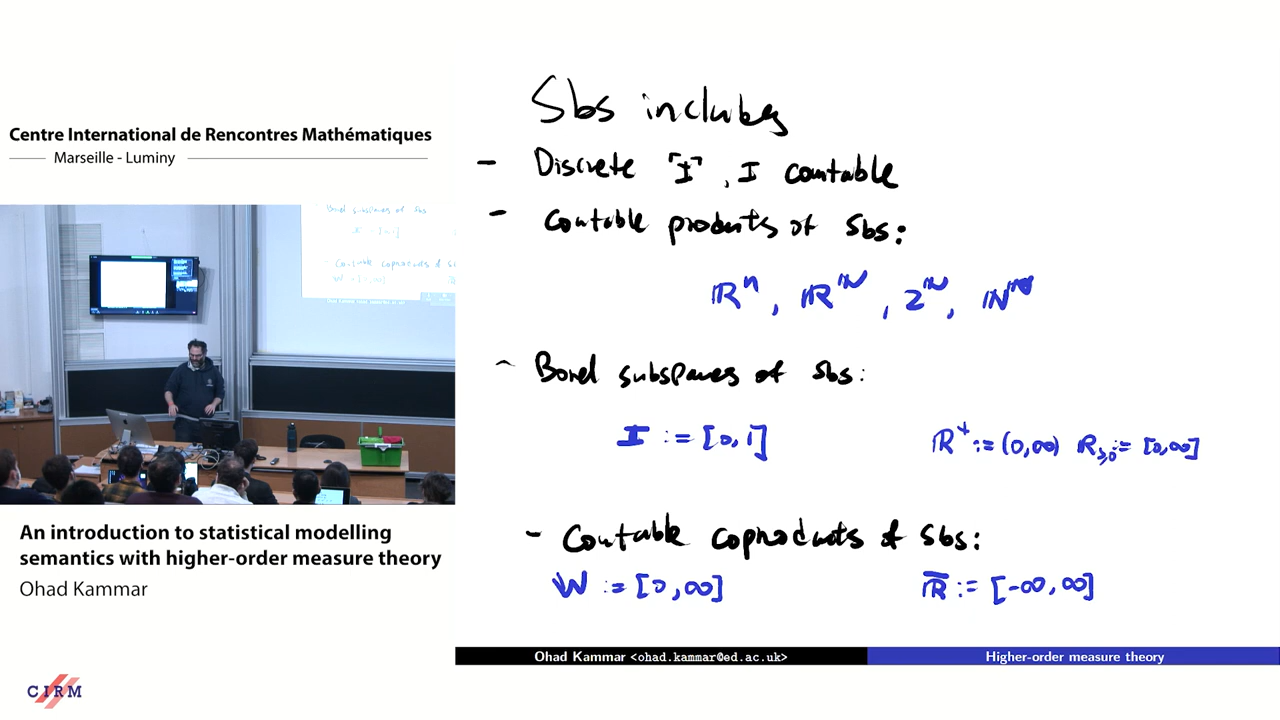 Centre International de Rencontres Mathématiques
Marseille - Luminy
An introduction to statistical modelling
semantics with higher-order measure theory
Ohad Kammar
CIRM
Sbs includes
- Discrete ⌜I⌝, I countable
- Countable products of Sbs:
ℝⁿ, ℝ^ℕ, 2^ℕ, ℕ^ℕ
- Borel subspaces of Sbs:
I := [0,1]
ℝ⁺ := (0,∞) ℝ≥0 := [0,∞]
- Countable coproducts of Sbs:
W := [0,∞]
ℝ̅ := [-∞,∞]
Ohad Kammar <ohad.kammar@ed.ac.uk>
Higher-order measure theory